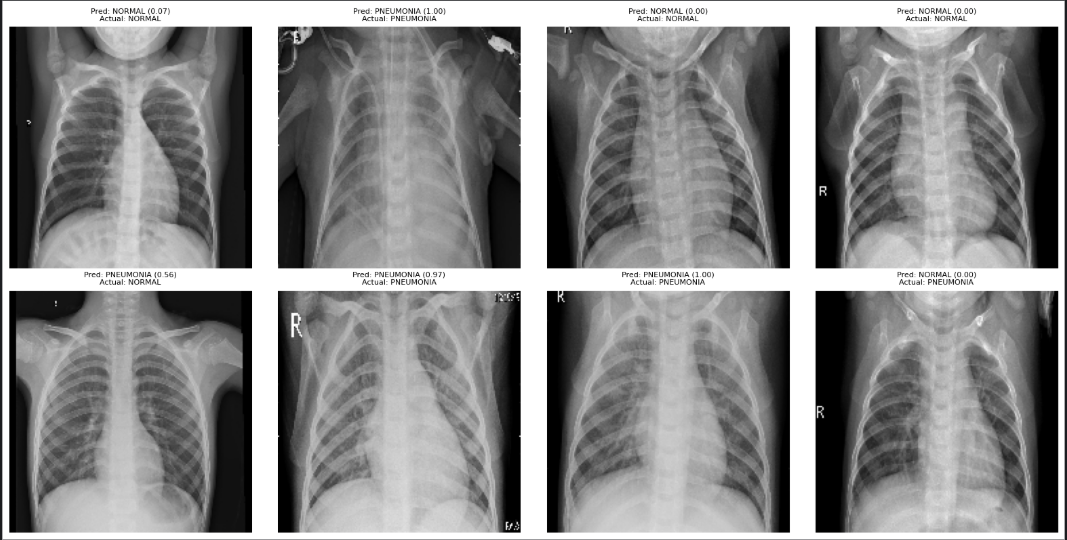 Pred: NORMAL (0.07)
Actual: NORMAL
Pred: PNEUMONIA (1.00)
Actual: PNEUMONIA
Pred: NORMAL (0.00)
Actual: NORMAL
Pred: NORMAL (0.00)
Actual: NORMAL
R
R
Pred: PNEUMONIA (0.56)
Actual: NORMAL
Pred: PNEUMONIA (0.97)
Actual: PNEUMONIA
Pred: PNEUMONIA (1.00)
Actual: PNEUMONIA
Pred: NORMAL (0.00)
Actual: PNEUMONIA
R
R
R